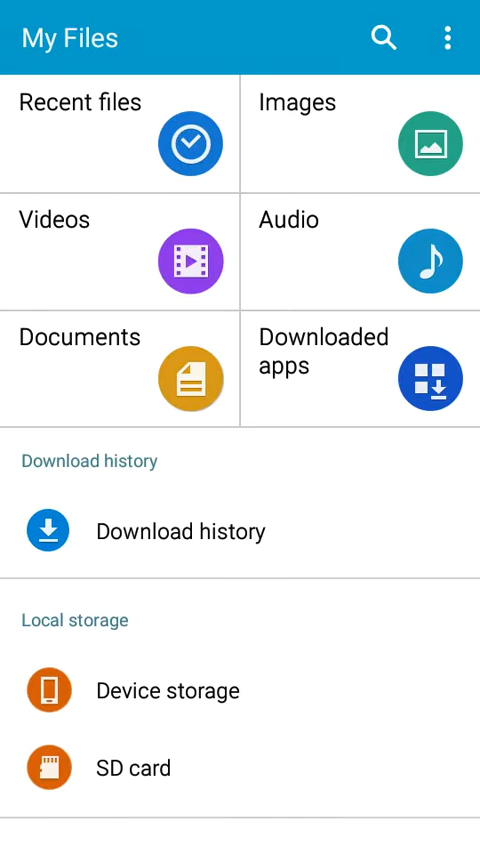 My Files
Recent files
Images
Videos
Audio
Documents
Downloaded
apps
Download history
Download history
Local storage
Device storage
SD card